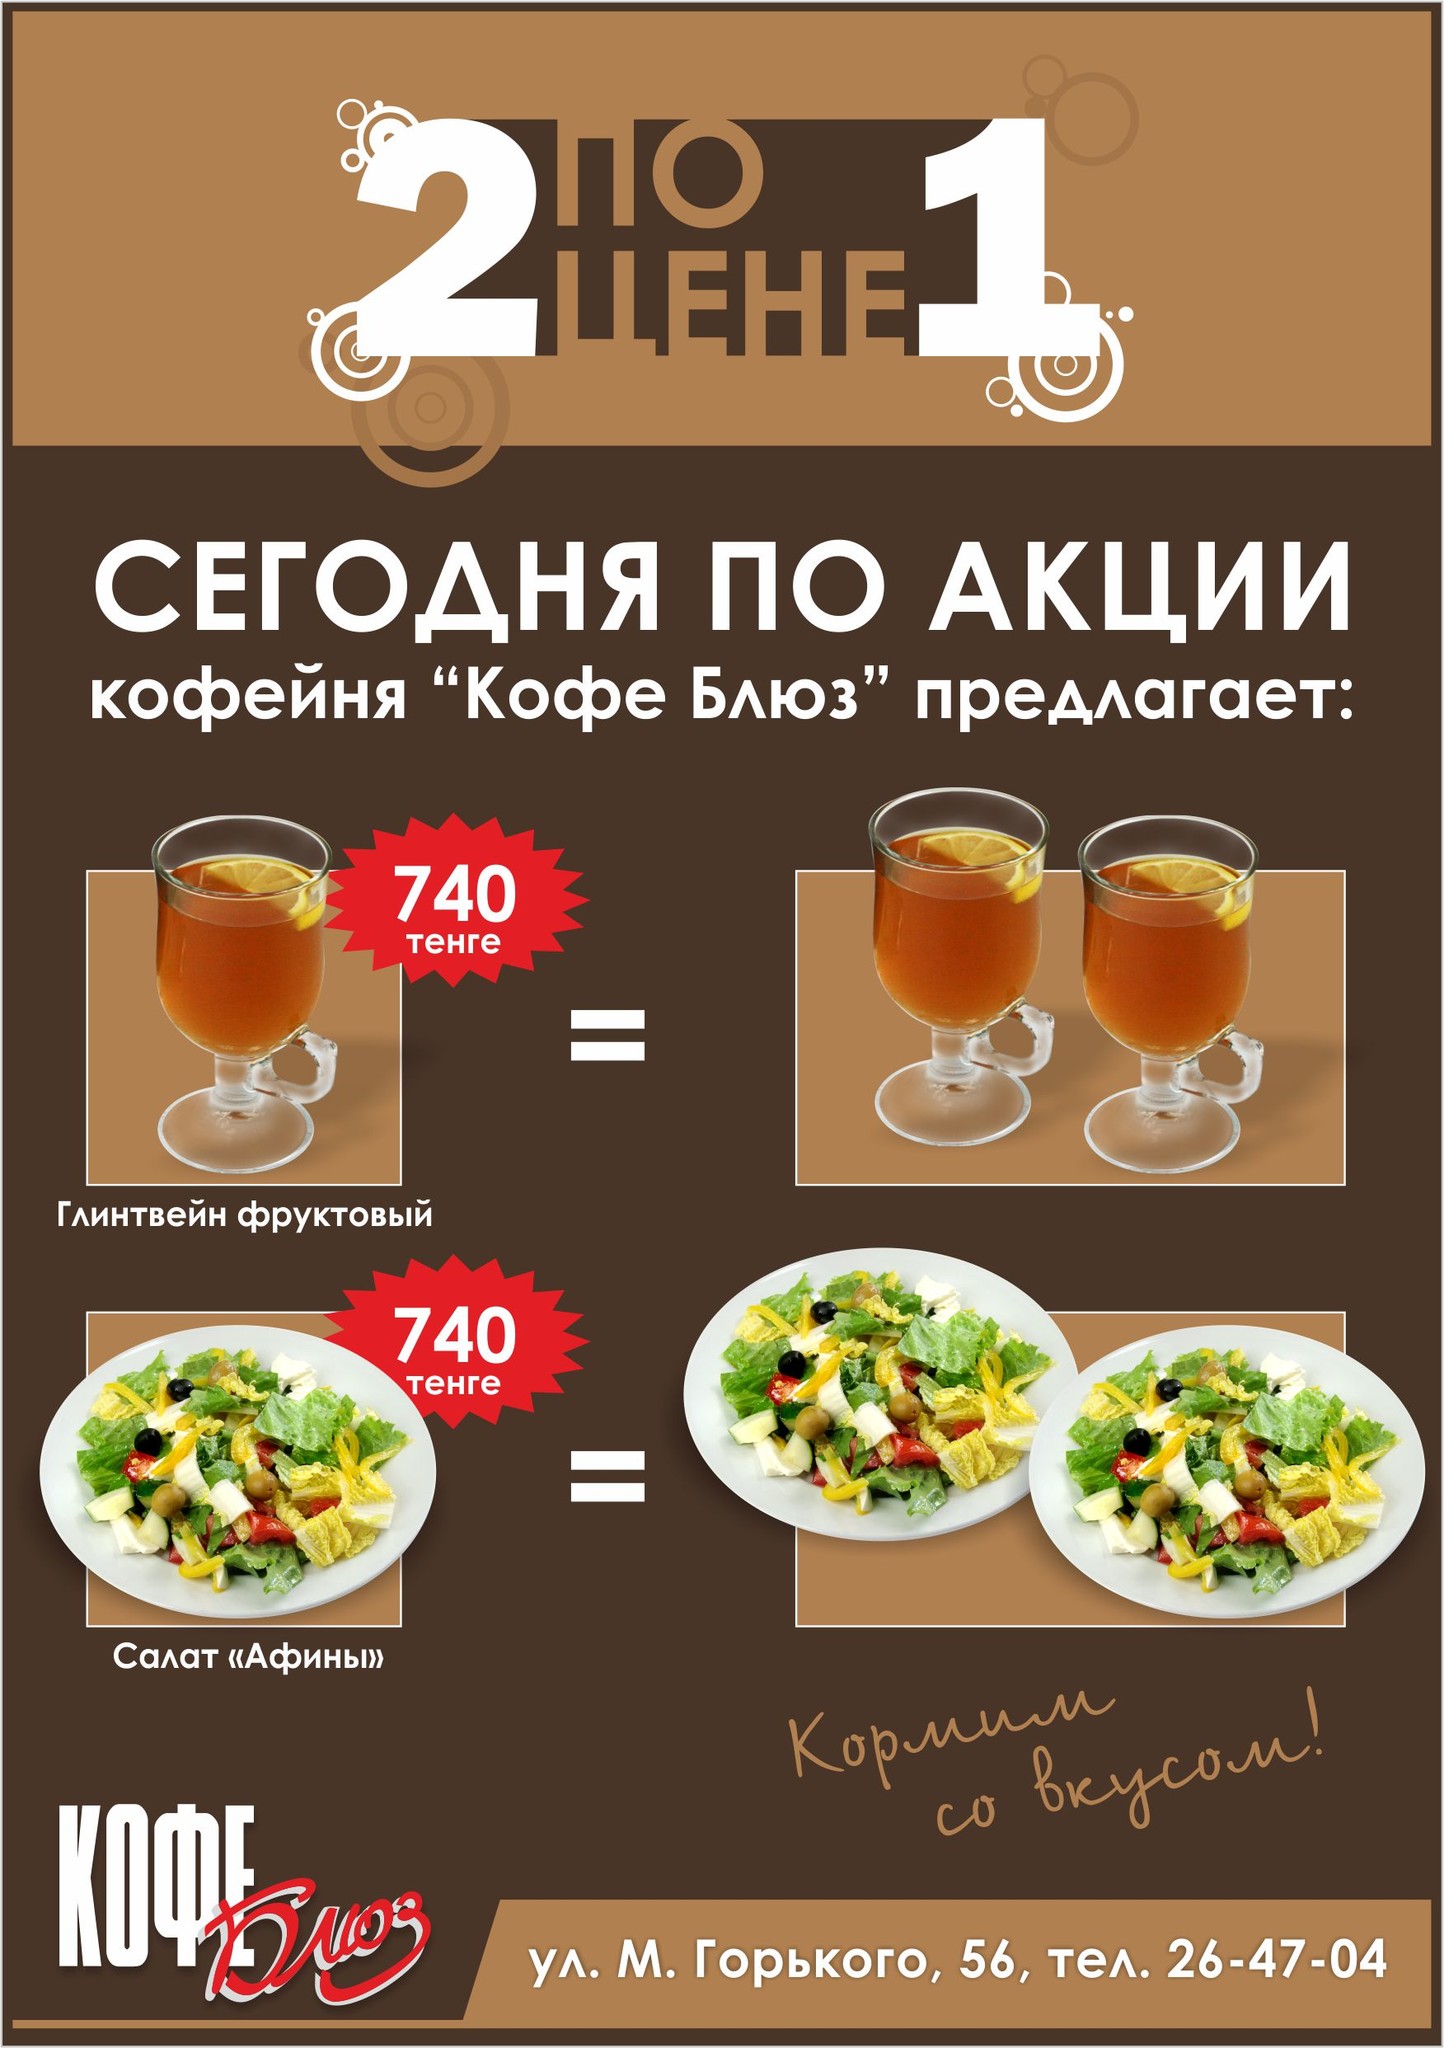 2 ПО ЦЕНЕ 1
СЕГОДНЯ ПО АКЦИИ
кофейня “Кофе Блюз” предлагает:
740
тенге
=
Глинтвейн фруктовый
740
тенге
=
Салат «Афины»
Кормим
со вкусом!
КОФЕ
Блюз
ул. М. Горького, 56, тел. 26-47-04